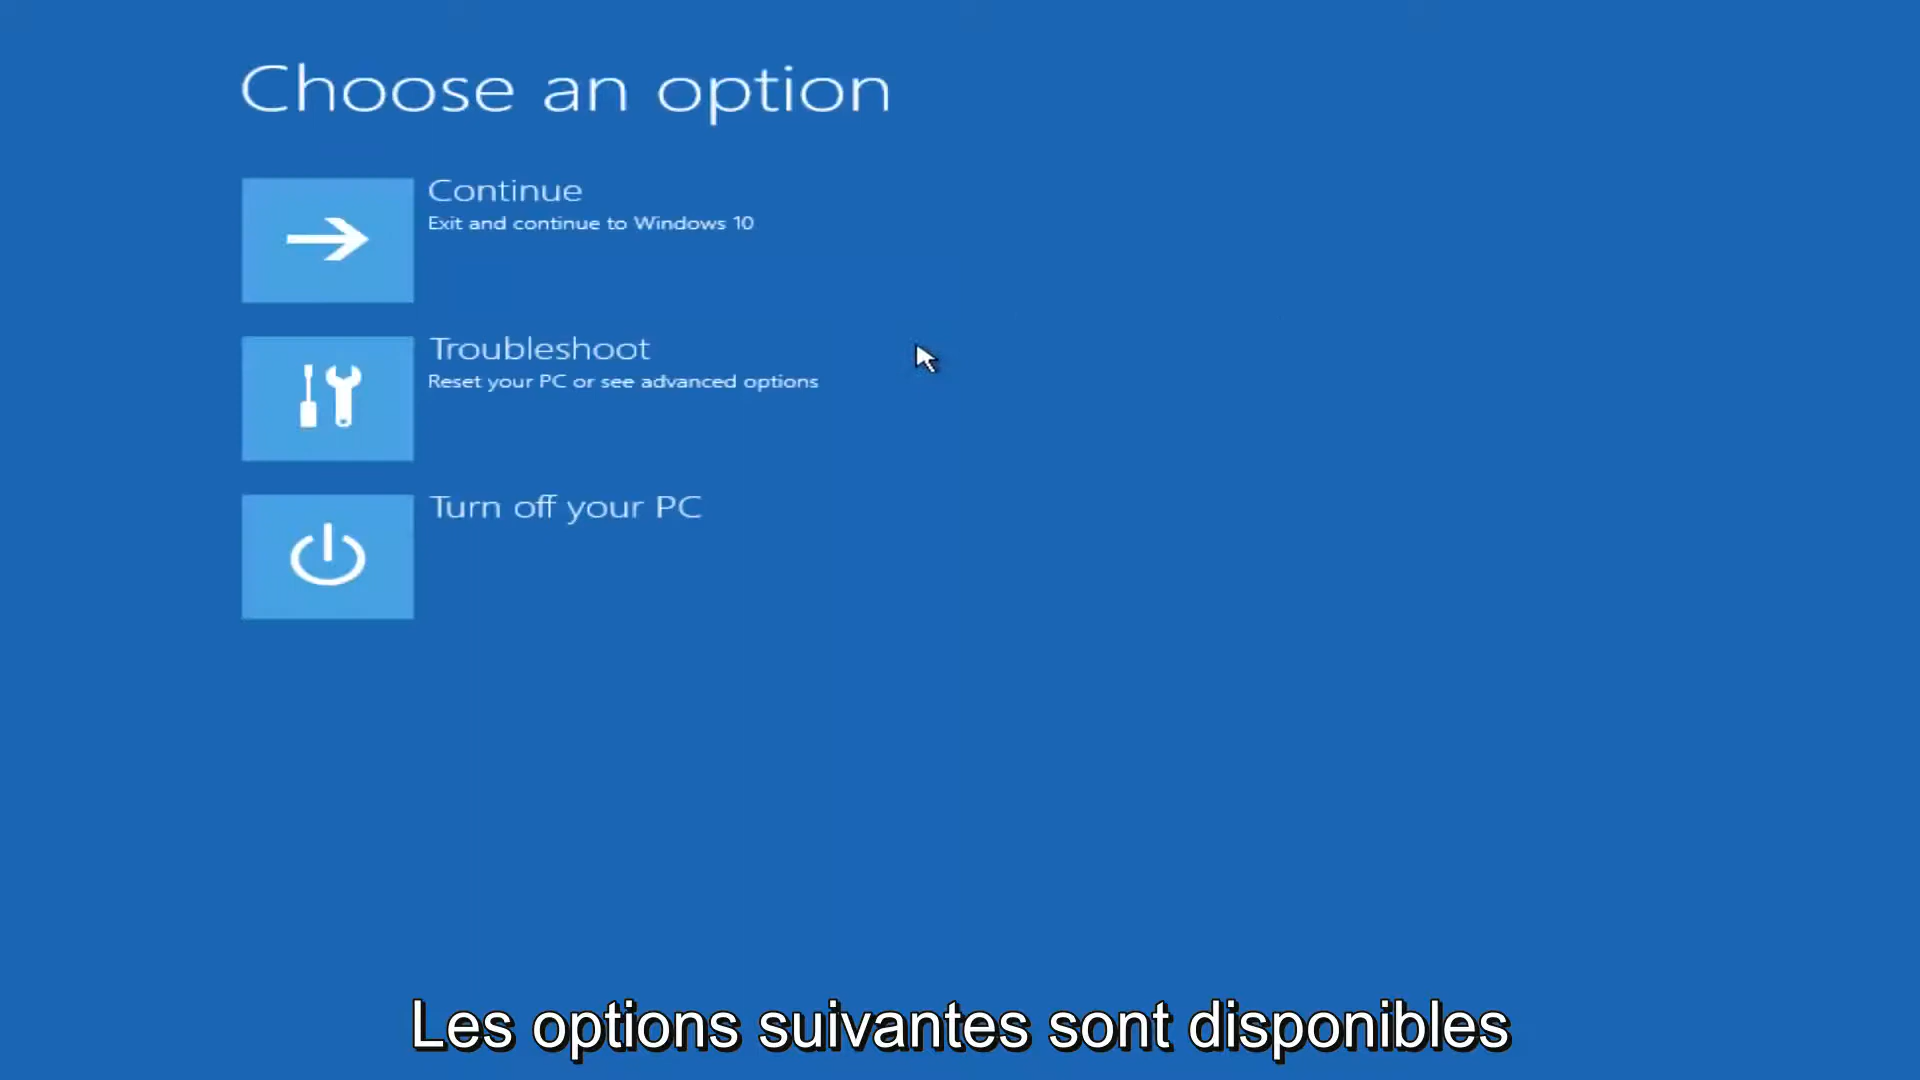 Choose an option
Continue
Exit and continue to Windows 10
Troubleshoot
Reset your PC or see advanced options
Turn off your PC
Les options suivantes sont disponibles